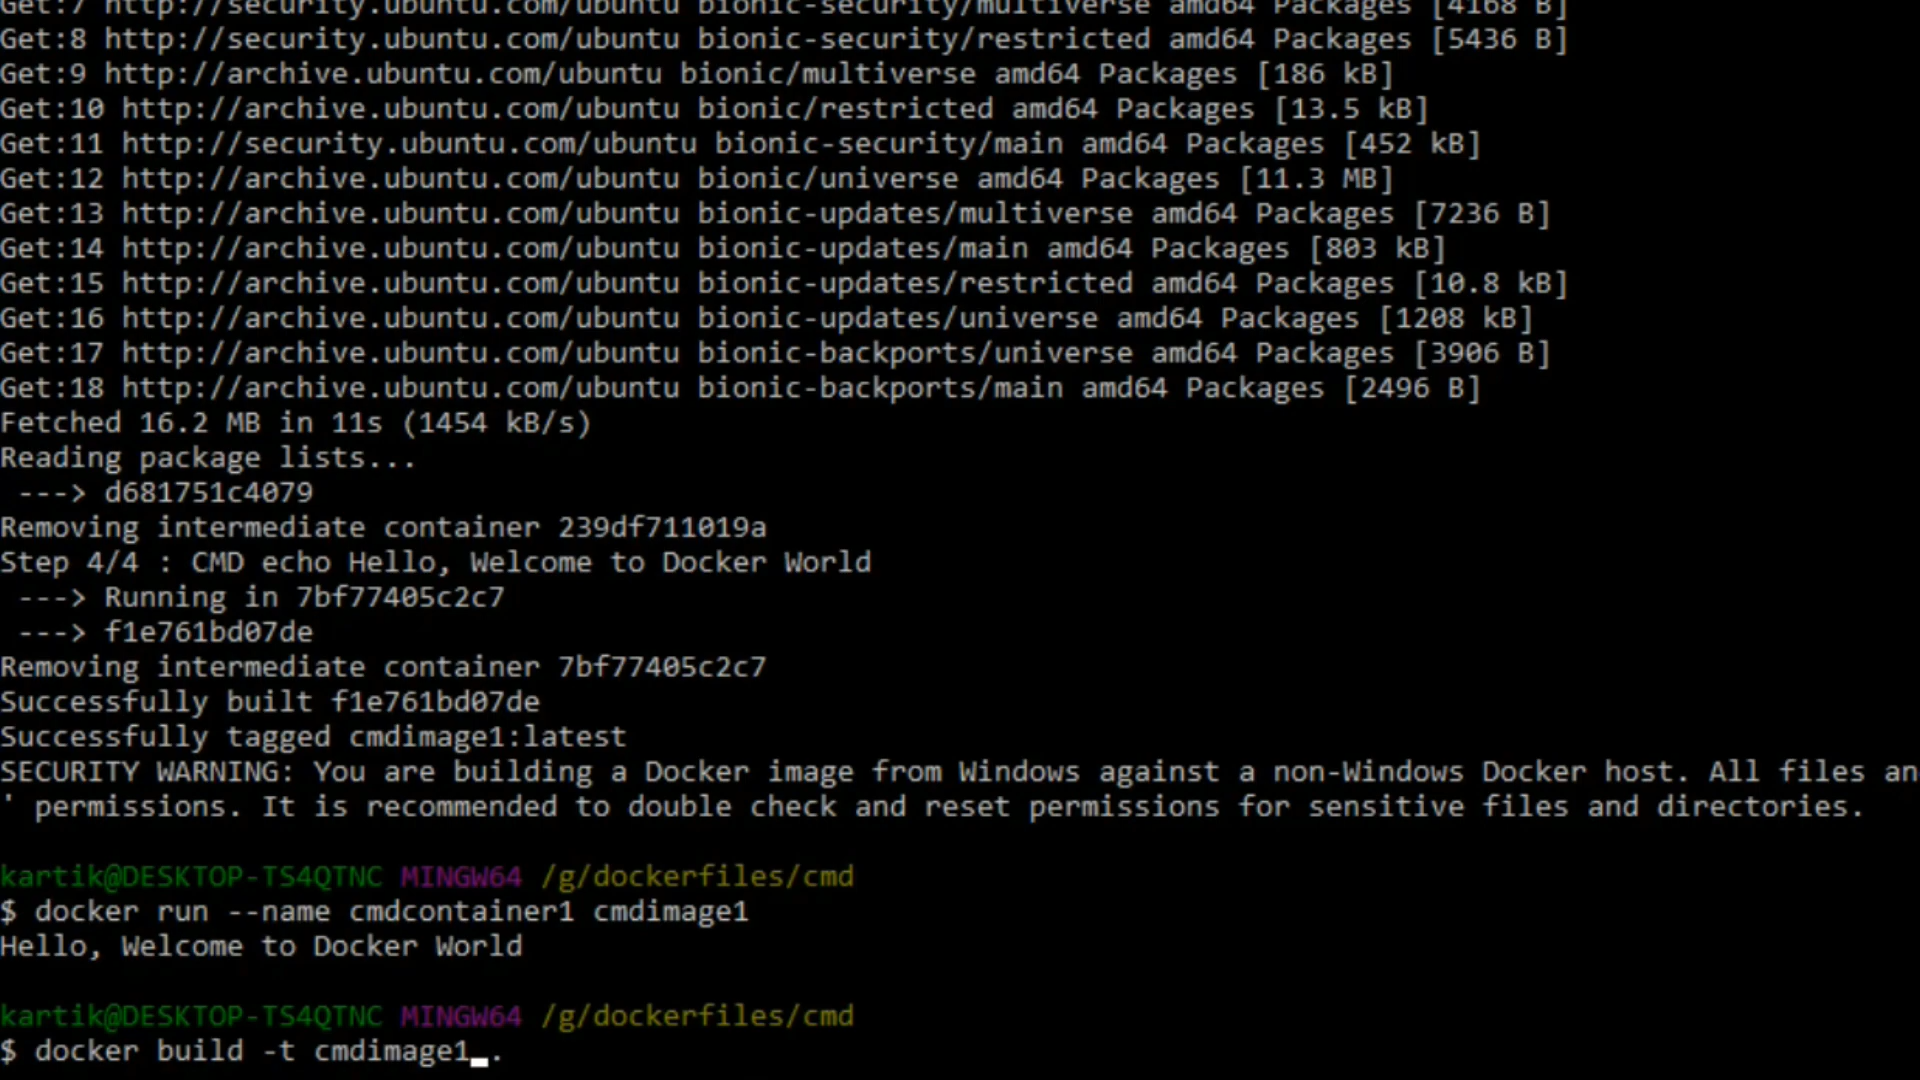 Get:7 http://security.ubuntu.com/ubuntu bionic-security/multiverse amd64 Packages [4168 B]
Get:8 http://security.ubuntu.com/ubuntu bionic-security/restricted amd64 Packages [5436 B]
Get:9 http://archive.ubuntu.com/ubuntu bionic/multiverse amd64 Packages [186 kB]
Get:10 http://archive.ubuntu.com/ubuntu bionic/restricted amd64 Packages [13.5 kB]
Get:11 http://security.ubuntu.com/ubuntu bionic-security/main amd64 Packages [452 kB]
Get:12 http://archive.ubuntu.com/ubuntu bionic/universe amd64 Packages [11.3 MB]
Get:13 http://archive.ubuntu.com/ubuntu bionic-updates/multiverse amd64 Packages [7236 B]
Get:14 http://archive.ubuntu.com/ubuntu bionic-updates/main amd64 Packages [803 kB]
Get:15 http://archive.ubuntu.com/ubuntu bionic-updates/restricted amd64 Packages [10.8 kB]
Get:16 http://archive.ubuntu.com/ubuntu bionic-updates/universe amd64 Packages [1208 kB]
Get:17 http://archive.ubuntu.com/ubuntu bionic-backports/universe amd64 Packages [3906 B]
Get:18 http://archive.ubuntu.com/ubuntu bionic-backports/main amd64 Packages [2496 B]
Fetched 16.2 MB in 11s (1454 kB/s)
Reading package lists...
 ---> d681751c4079
Removing intermediate container 239df711019a
Step 4/4 : CMD echo Hello, Welcome to Docker World
 ---> Running in 7bf77405c2c7
 ---> f1e761bd07de
Removing intermediate container 7bf77405c2c7
Successfully built f1e761bd07de
Successfully tagged cmdimage1:latest
SECURITY WARNING: You are building a Docker image from Windows against a non-Windows Docker host. All files an
' permissions. It is recommended to double check and reset permissions for sensitive files and directories.
kartik@DESKTOP-TS4QTNC MINGW64 /g/dockerfiles/cmd
$ docker run --name cmdcontainer1 cmdimage1
Hello, Welcome to Docker World
kartik@DESKTOP-TS4QTNC MINGW64 /g/dockerfiles/cmd
$ docker build -t cmdimage1 .